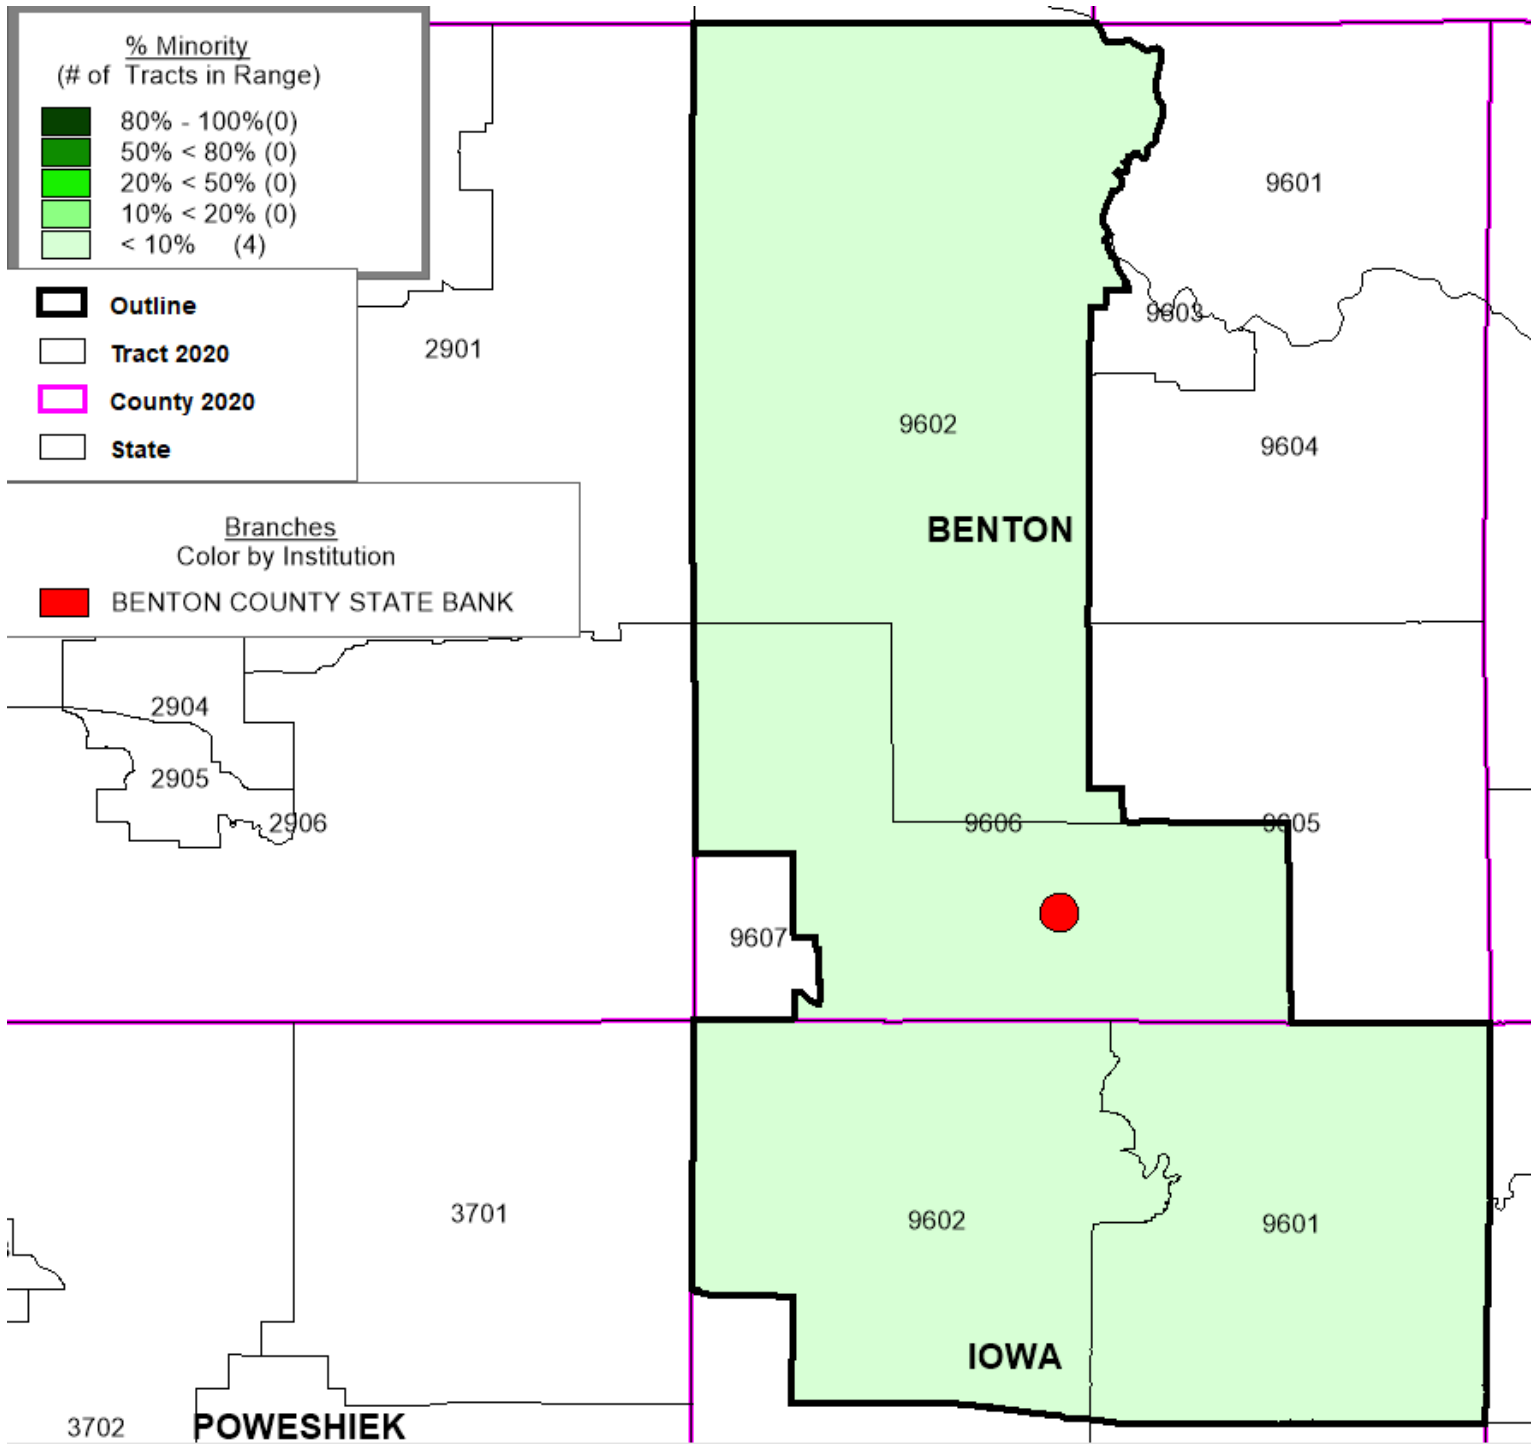 % Minority
(# of Tracts in Range)
80% - 100%(0)
50% < 80% (0)
20% < 50% (0)
10% < 20% (0)
< 10% (4)
Outline
Tract 2020
County 2020
State
Branches
Color by Institution
BENTON COUNTY STATE BANK
9601
9603
2901
9602
9604
BENTON
2904
2905
2906
9606
9605
9607
3701
9602
9601
IOWA
3702
POWESHIEK